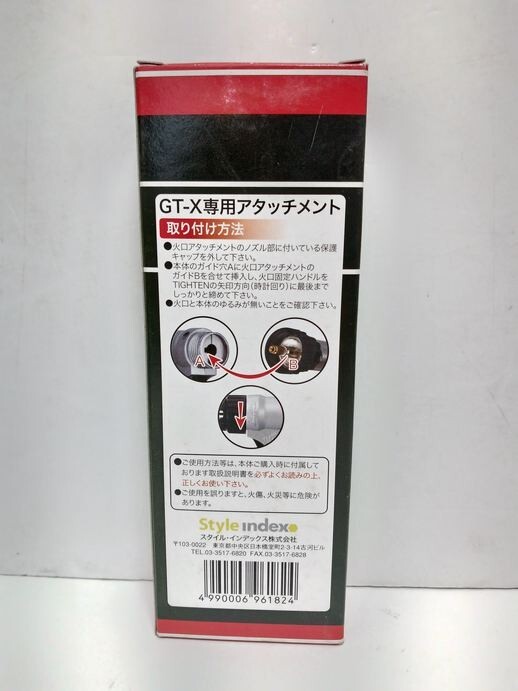 GT-X専用アタッチメント
取り付け方法
●火口アタッチメントのノズル部に付いている保護
キャップを外して下さい。
●本体のガイド穴Aに火口アタッチメントの
ガイドBを合せて挿入し、火口固定ハンドルを
TIGHTENの矢印方向(時計回り)に最後まで
しっかりと締めて下さい。
●火口と本体のゆるみが無いことをご確認下さい。
A
B
●ご使用方法等は、本体ご購入時に付属して
おります取扱説明書を必ずよくお読みの上、
正しくお使い下さい。
●ご使用を誤りますと、火傷、火災等に危険が
あります。
Style index
スタイル・インデックス株式会社
〒103-0022 東京都中央区日本橋室町2-3-14古河ビル
TEL.03-3517-6820 FAX.03-3517-6828
4 990006 961824